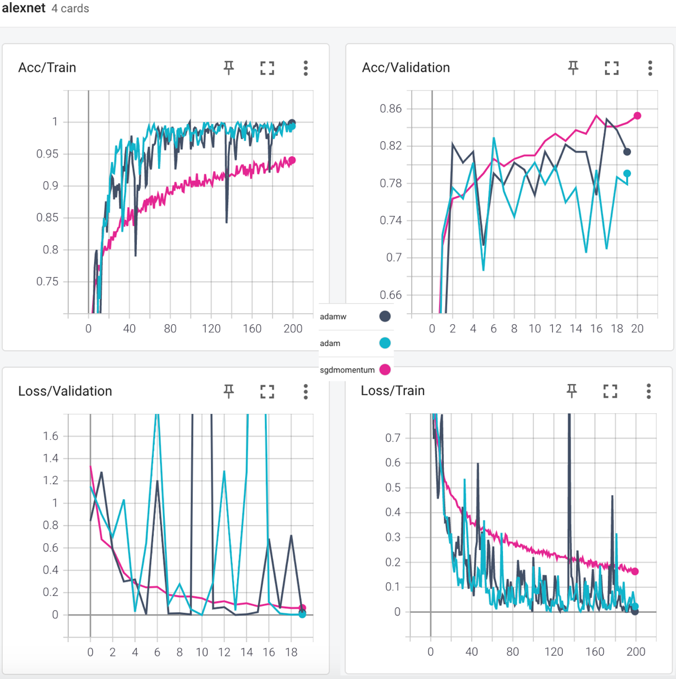 alexnet 4 cards
Acc/Train
1
0.95
0.9
0.85
0.8
0.75
0 40 80 120 160 200
Acc/Validation
0.86
0.82
0.78
0.74
0.7
0.66
0 2 4 6 8 10 12 14 16 18 20
adamw
adam
sgdmomentum
Loss/Validation
1.6
1.4
1.2
1
0.8
0.6
0.4
0.2
0
0 2 4 6 8 10 12 14 16 18
Loss/Train
0.7
0.6
0.5
0.4
0.3
0.2
0.1
0
0 40 80 120 160 200